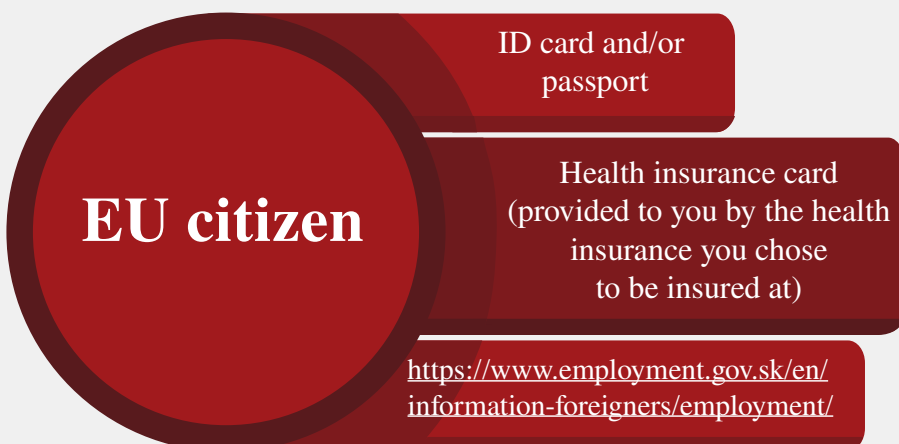 EU citizen
ID card and/or
passport
Health insurance card
(provided to you by the health
insurance you chose
to be insured at)
https://www.employment.gov.sk/en/
information-foreigners/employment/